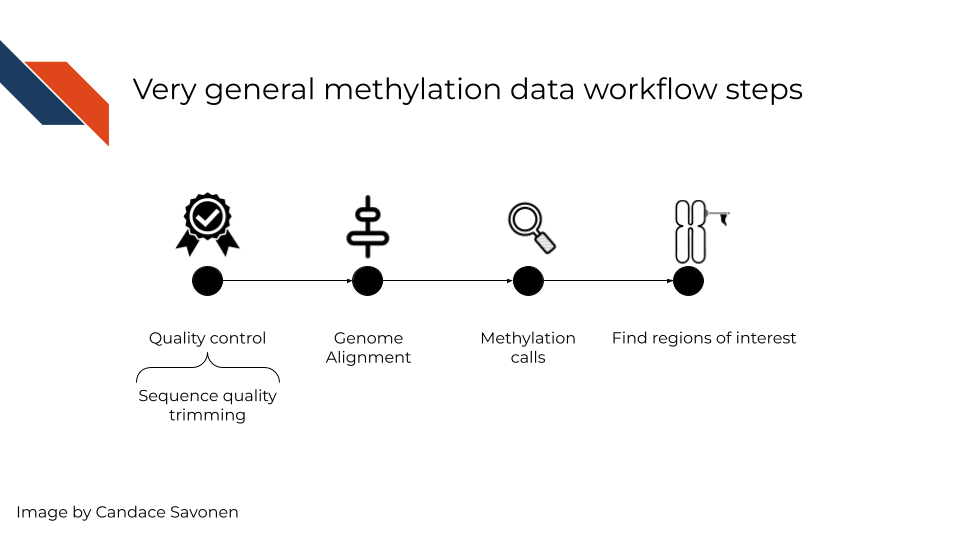 Very general methylation data workflow steps
Quality control
Sequence quality
trimming
Genome
Alignment
Methylation
calls
Find regions of interest
Image by Candace Savonen